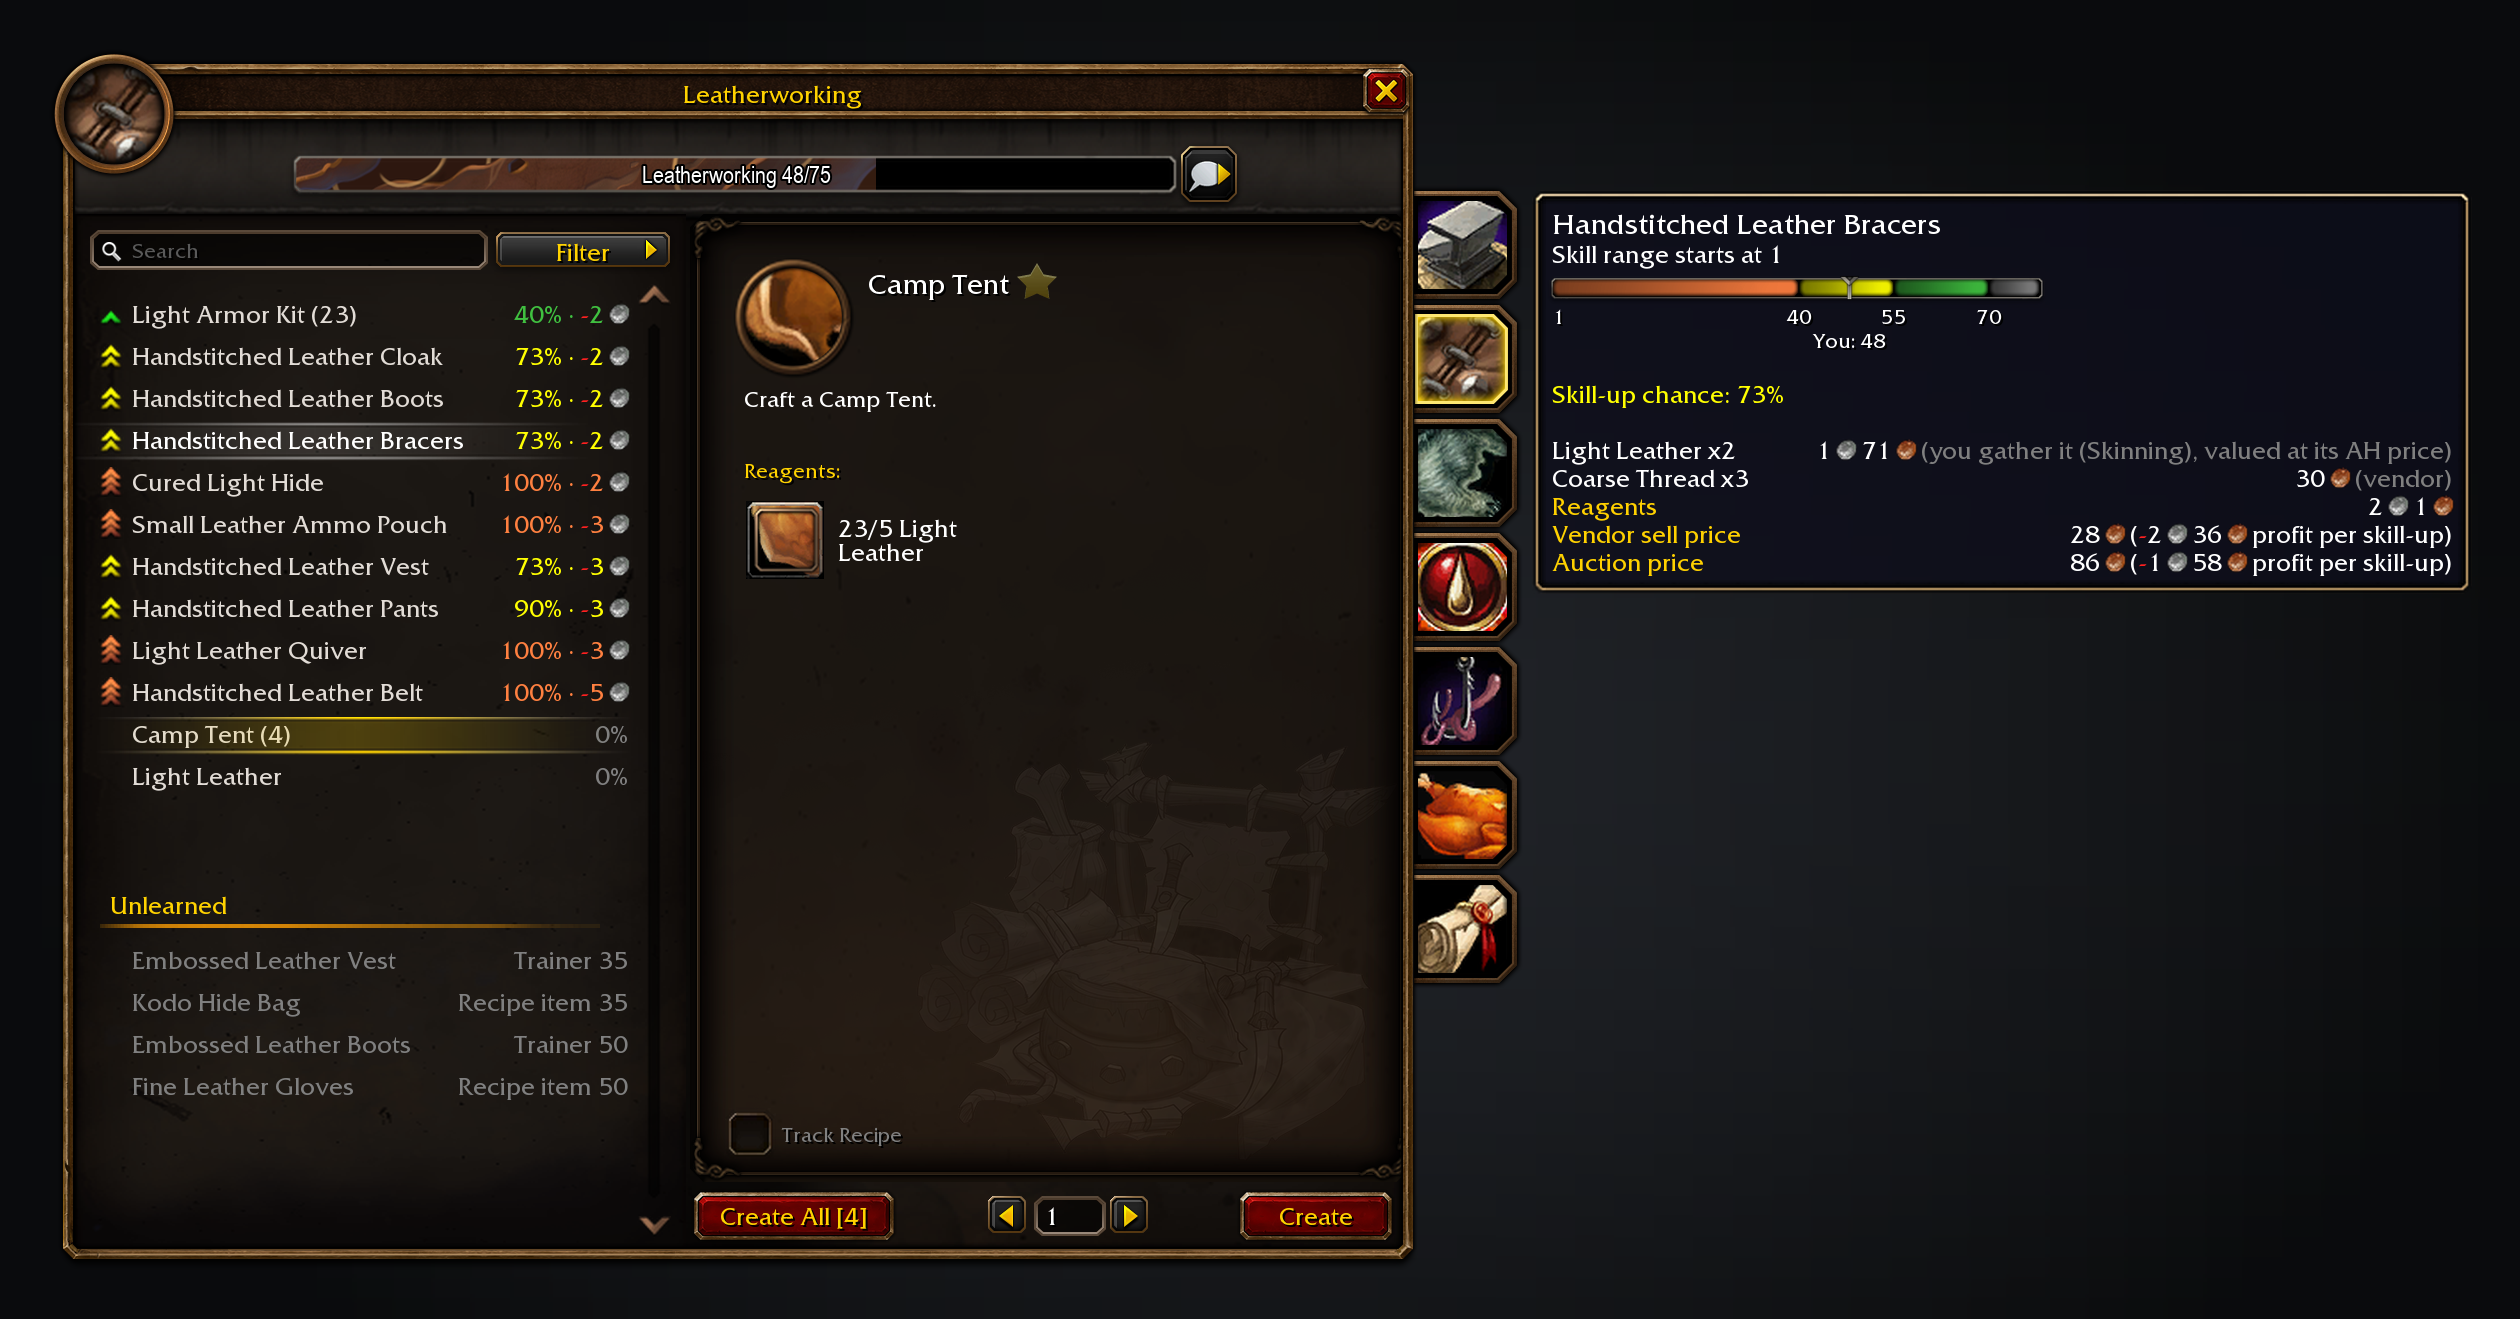 Leatherworking
Leatherworking 48/75
Search
Filter
Light Armor Kit (23) 40% · -2
Handstitched Leather Cloak 73% · -2
Handstitched Leather Boots 73% · -2
Handstitched Leather Bracers 73% · -2
Cured Light Hide 100% · -2
Small Leather Ammo Pouch 100% · -3
Handstitched Leather Vest 73% · -3
Handstitched Leather Pants 90% · -3
Light Leather Quiver 100% · -3
Handstitched Leather Belt 100% · -5
Camp Tent (4) 0%
Light Leather 0%
Unlearned
Embossed Leather Vest Trainer 35
Kodo Hide Bag Recipe item 35
Embossed Leather Boots Trainer 50
Fine Leather Gloves Recipe item 50
Camp Tent
Craft a Camp Tent.
Reagents:
23/5 Light
Leather
Track Recipe
Create All [4]
1
Create
Handstitched Leather Bracers
Skill range starts at 1
1 40 55 70
You: 48
Skill-up chance: 73%
Light Leather x2 1 71 (you gather it (Skinning), valued at its AH price)
Coarse Thread x3 30 (vendor)
Reagents 2 1
Vendor sell price 28 (-2 36 profit per skill-up)
Auction price 86 (-1 58 profit per skill-up)